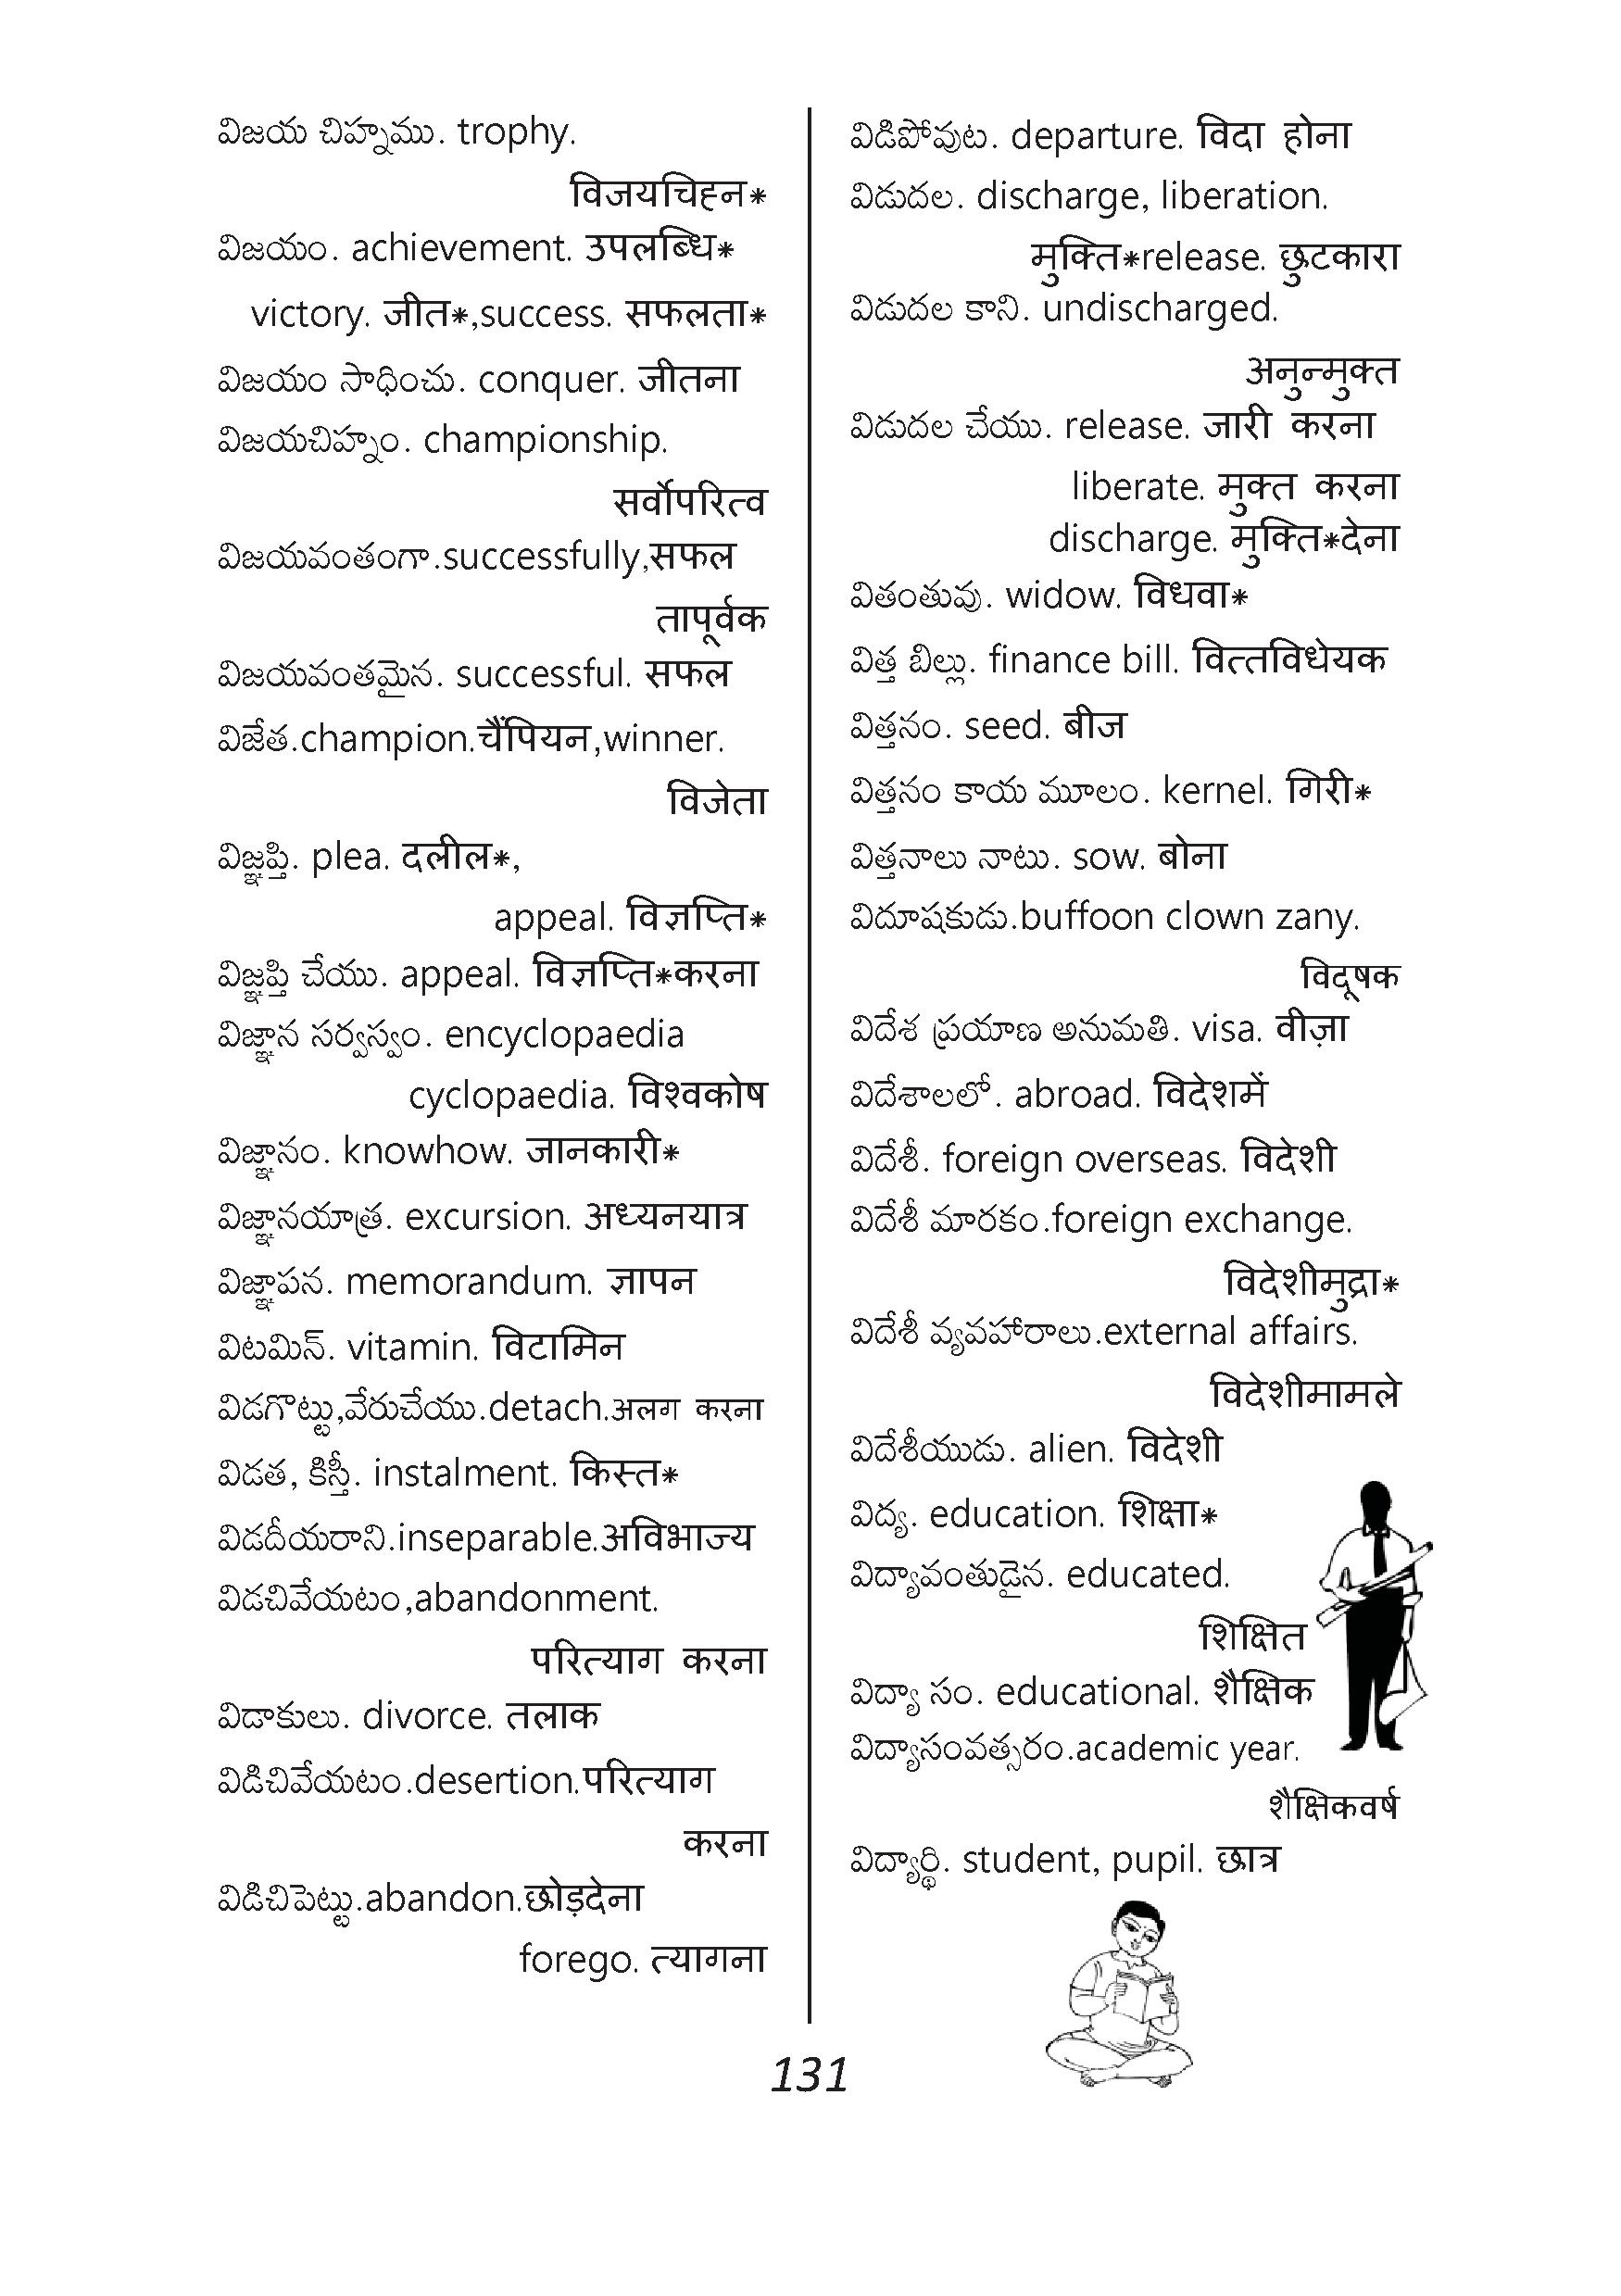 విజయ చిహ్నము. trophy.
विजयचिह्न*
విజయం. achievement. उपलब्धि*
victory. जीत*,success. सफलता*
విజయం సాధించు. conquer. जीतना
విజయచిహ్నం. championship.
सर्वोपरित्व
విజయవంతంగా.successfully,सफल
तापूर्वक
విజయవంతమైన. successful. सफल
విజేత.champion.चैंपियन,winner.
विजेता
విజ్ఞప్తి. plea. दलील*,
appeal. विज्ञप्ति*
విజ్ఞప్తి చేయు. appeal. विज्ञप्ति*करना
విజ్ఞాన సర్వస్వం. encyclopaedia
cyclopaedia. विश्वकोष
విజ్ఞానం. knowhow. जानकारी*
విజ్ఞానయాత్ర. excursion. अध्यनयात्र
విజ్ఞాపన. memorandum. ज्ञापन
విటమిన్. vitamin. विटामिन
విడగొట్టు,వేరుచేయు.detach.अलग करना
విడత, కిస్తీ. instalment. किस्त*
విడదీయరాని.inseparable.अविभाज्य
విడచివేయటం,abandonment.
परित्याग करना
విడాకులు. divorce. तलाक
విడిచివేయటం.desertion.परित्याग
करना
విడిచిపెట్టు.abandon.छोड़देना
forego. त्यागना
విడిపోవుట. departure. विदा होना
విడుదల. discharge, liberation.
मुक्ति*release. छुटकारा
విడుదల కాని. undischarged.
अनुन्मुक्त
విడుదల చేయు. release. जारी करना
liberate. मुक्त करना
discharge. मुक्ति*देना
వితంతువు. widow. विधवा*
విత్త బిల్లు. finance bill. वित्तविधेयक
విత్తనం. seed. बीज
విత్తనం కాయ మూలం. kernel. गिरी*
విత్తనాలు నాటు. sow. बोना
విదూషకుడు.buffoon clown zany.
विदूषक
విదేశ ప్రయాణ అనుమతి. visa. वीज़ा
విదేశాలలో. abroad. विदेशमें
విదేశీ. foreign overseas. विदेशी
విదేశీ మారకం.foreign exchange.
विदेशीमुद्रा*
విదేశీ వ్యవహారాలు.external affairs.
विदेशीमामले
విదేశీయుడు. alien. विदेशी
విద్య. education. शिक्षा*
విద్యావంతుడైన. educated.
शिक्षित
విద్యా సం. educational. शैक्षिक
విద్యాసంవత్సరం.academic year.
शैक्षिकवर्ष
విద్యార్థి. student, pupil. छात्र
131